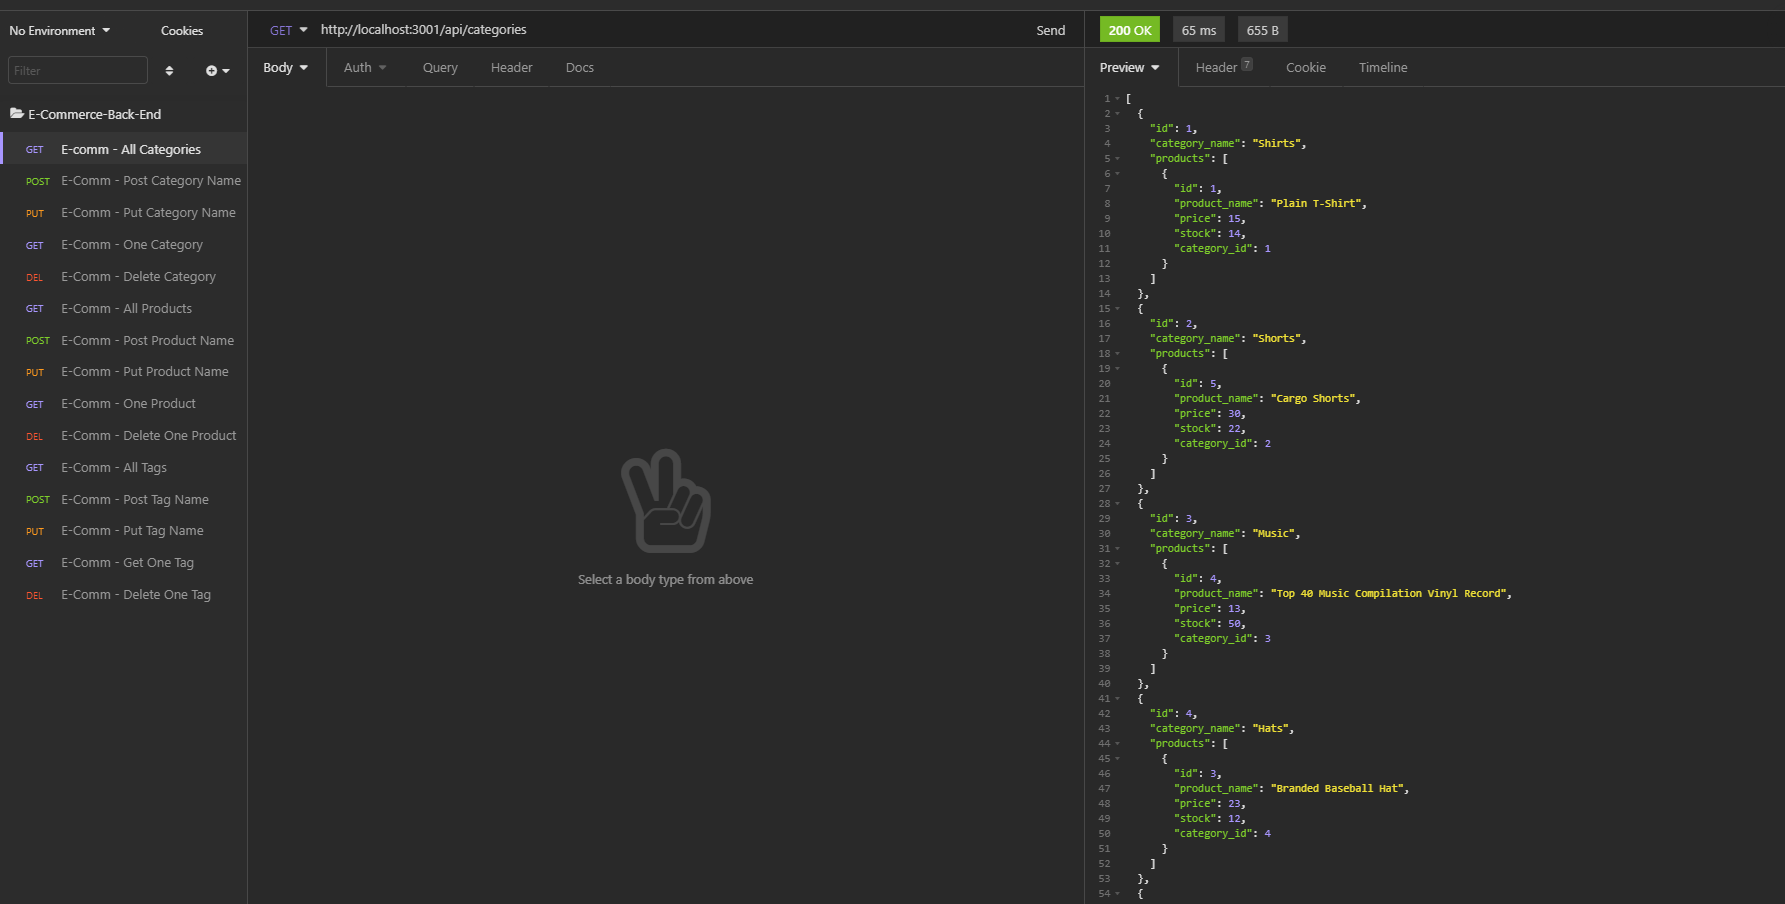 No Environment
Cookies
Filter
E-Commerce-Back-End
GET E-comm - All Categories
POST E-Comm - Post Category Name
PUT E-Comm - Put Category Name
GET E-Comm - One Category
DEL E-Comm - Delete Category
GET E-Comm - All Products
POST E-Comm - Post Product Name
PUT E-Comm - Put Product Name
GET E-Comm - One Product
DEL E-Comm - Delete One Product
GET E-Comm - All Tags
POST E-Comm - Post Tag Name
PUT E-Comm - Put Tag Name
GET E-Comm - Get One Tag
DEL E-Comm - Delete One Tag
GET http://localhost:3001/api/categories Send
Body Auth Query Header Docs
Select a body type from above
200 OK 65 ms 655 B
Preview Header 7 Cookie Timeline
1 [
2 {
3 "id": 1,
4 "category_name": "Shirts",
5 "products": [
6 {
7 "id": 1,
8 "product_name": "Plain T-Shirt",
9 "price": 15,
10 "stock": 14,
11 "category_id": 1
12 }
13 ]
14 },
15 {
16 "id": 2,
17 "category_name": "Shorts",
18 "products": [
19 {
20 "id": 5,
21 "product_name": "Cargo Shorts",
22 "price": 30,
23 "stock": 22,
24 "category_id": 2
25 }
26 ]
27 },
28 {
29 "id": 3,
30 "category_name": "Music",
31 "products": [
32 {
33 "id": 4,
34 "product_name": "Top 40 Music Compilation Vinyl Record",
35 "price": 13,
36 "stock": 50,
37 "category_id": 3
38 }
39 ]
40 },
41 {
42 "id": 4,
43 "category_name": "Hats",
44 "products": [
45 {
46 "id": 3,
47 "product_name": "Branded Baseball Hat",
48 "price": 23,
49 "stock": 12,
50 "category_id": 4
51 }
52 ]
53 },
54 {